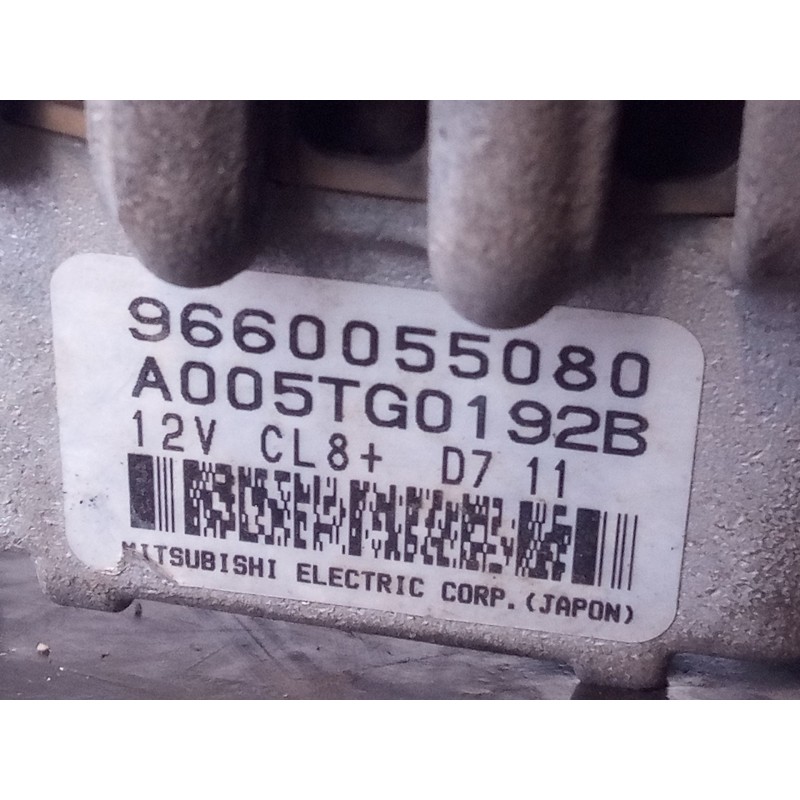 9660055080
A005TG0192B
12V CL8+ D7 11
MITSUBISHI ELECTRIC CORP.(JAPON)